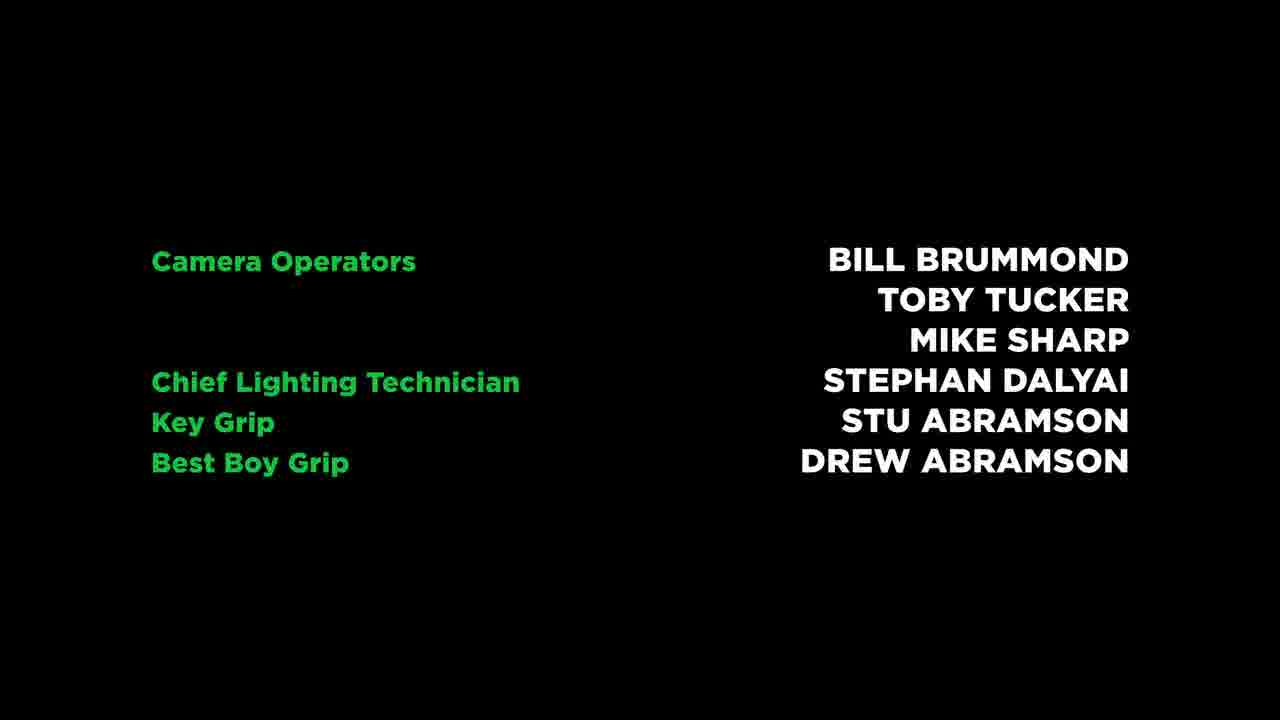 Camera Operators BILL BRUMMOND
TOBY TUCKER
MIKE SHARP
Chief Lighting Technician STEPHAN DALYAI
Key Grip STU ABRAMSON
Best Boy Grip DREW ABRAMSON